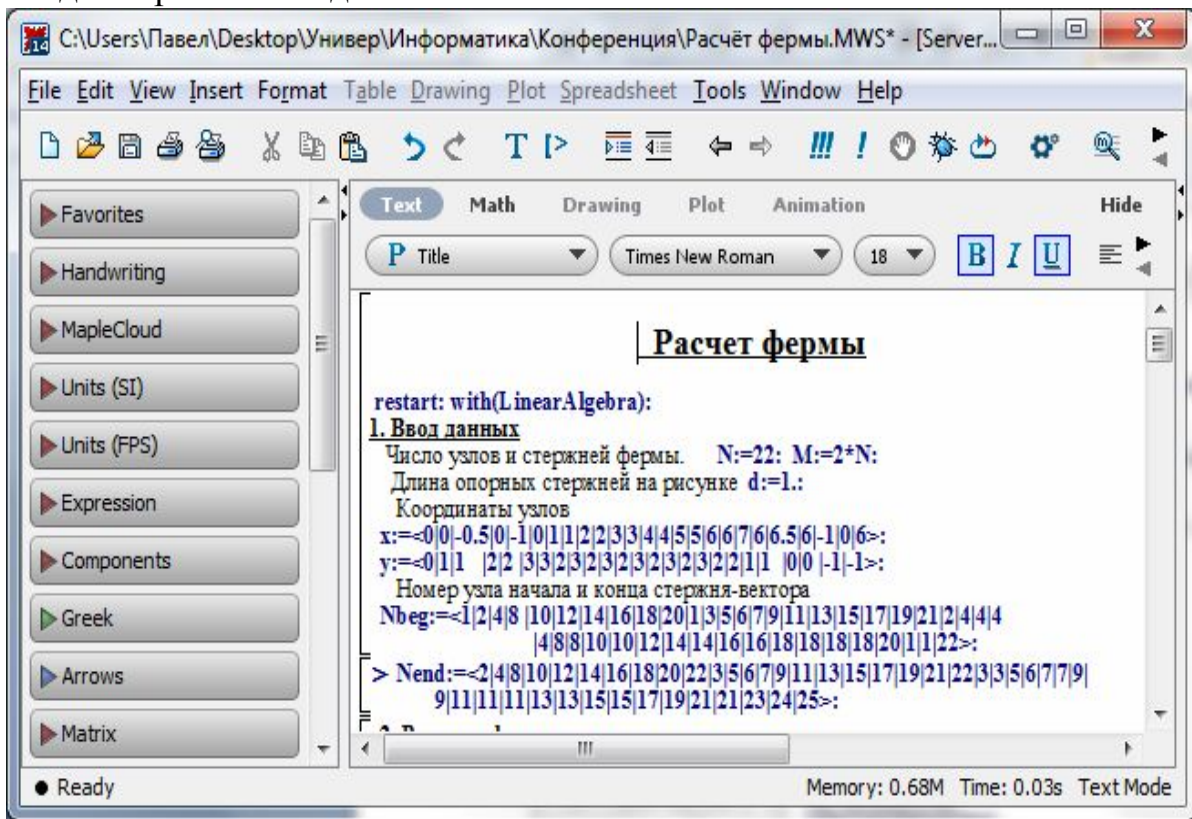 C:\Users\Павел\Desktop\Универ\Информатика\Конференция\Расчёт фермы.MWS* - [Server...
File Edit View Insert Format Table Drawing Plot Spreadsheet Tools Window Help
Favorites
Handwriting
MapleCloud
Units (SI)
Units (FPS)
Expression
Components
Greek
Arrows
Matrix
Text Math Drawing Plot Animation Hide
P Title Times New Roman 18 B I U
Расчет фермы
restart: with(LinearAlgebra):
1. Ввод данных
Число узлов и стержней фермы. N:=22: M:=2*N:
Длина опорных стержней на рисунке d:=1.:
Координаты узлов
x:=<0|0|-0.5|0|-1|0|1|1|2|2|3|3|4|4|5|5|6|6|7|6|6.5|6|-1|0|6>:
y:=<0|1|1 |2|2 |3|3|2|3|2|3|2|3|2|3|2|3|2|2|1|1 |0|0 |-1|-1>:
Номер узла начала и конца стержня-вектора
Nbeg:=<1|2|4|8 |10|12|14|16|18|20|1|3|5|6|7|9|11|13|15|17|19|21|2|4|4|4
|4|8|8|10|10|12|14|14|16|16|18|18|18|18|20|1|1|22>:
> Nend:=<2|4|8|10|12|14|16|18|20|22|3|5|6|7|9|11|13|15|17|19|21|22|3|3|5|6|7|7|9|
9|11|11|11|13|13|15|15|17|19|21|21|23|24|25>:
● Ready Memory: 0.68M Time: 0.03s Text Mode